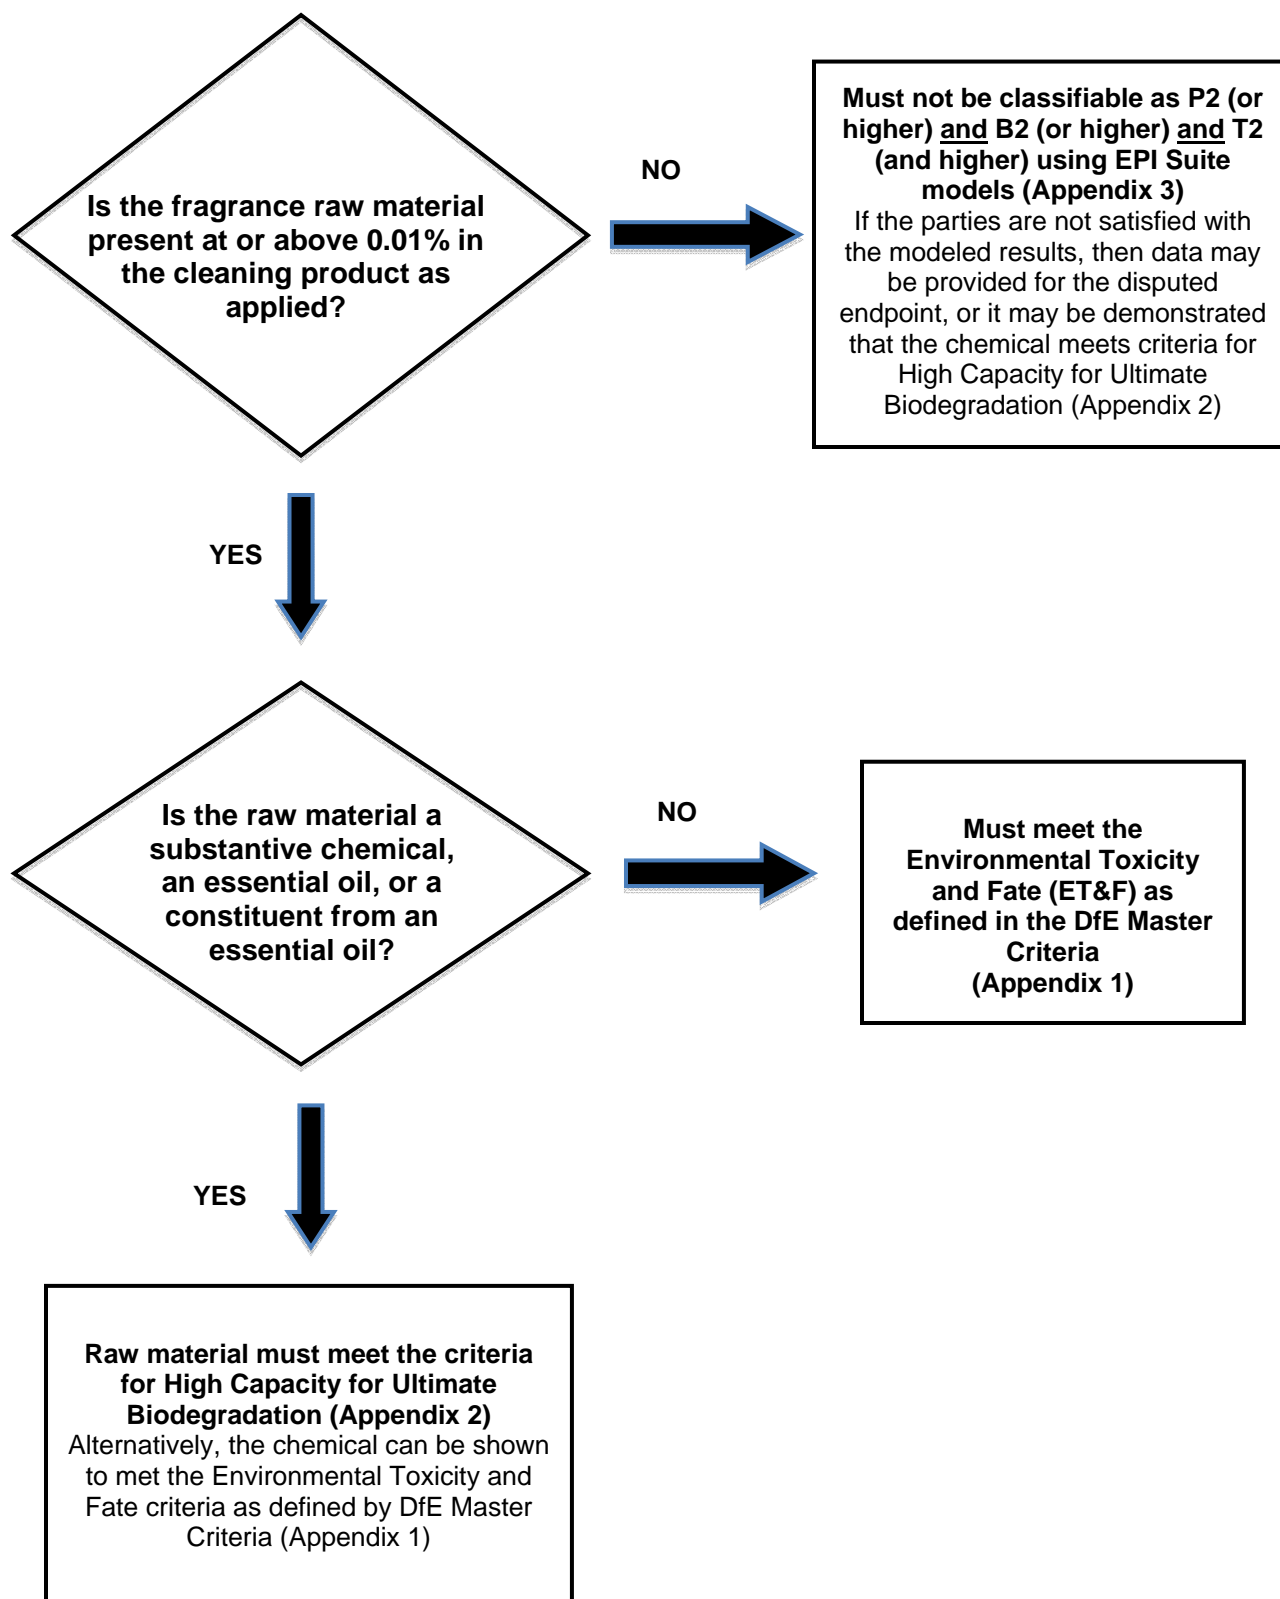 Is the fragrance raw material
present at or above 0.01% in
the cleaning product as
applied?
NO
Must not be classifiable as P2 (or
higher) and B2 (or higher) and T2
(and higher) using EPI Suite
models (Appendix 3)
If the parties are not satisfied with
the modeled results, then data may
be provided for the disputed
endpoint, or it may be demonstrated
that the chemical meets criteria for
High Capacity for Ultimate
Biodegradation (Appendix 2)
YES
Is the raw material a
substantive chemical,
an essential oil, or a
constituent from an
essential oil?
NO
Must meet the
Environmental Toxicity
and Fate (ET&F) as
defined in the DfE Master
Criteria
(Appendix 1)
YES
Raw material must meet the criteria
for High Capacity for Ultimate
Biodegradation (Appendix 2)
Alternatively, the chemical can be shown
to met the Environmental Toxicity and
Fate criteria as defined by DfE Master
Criteria (Appendix 1)